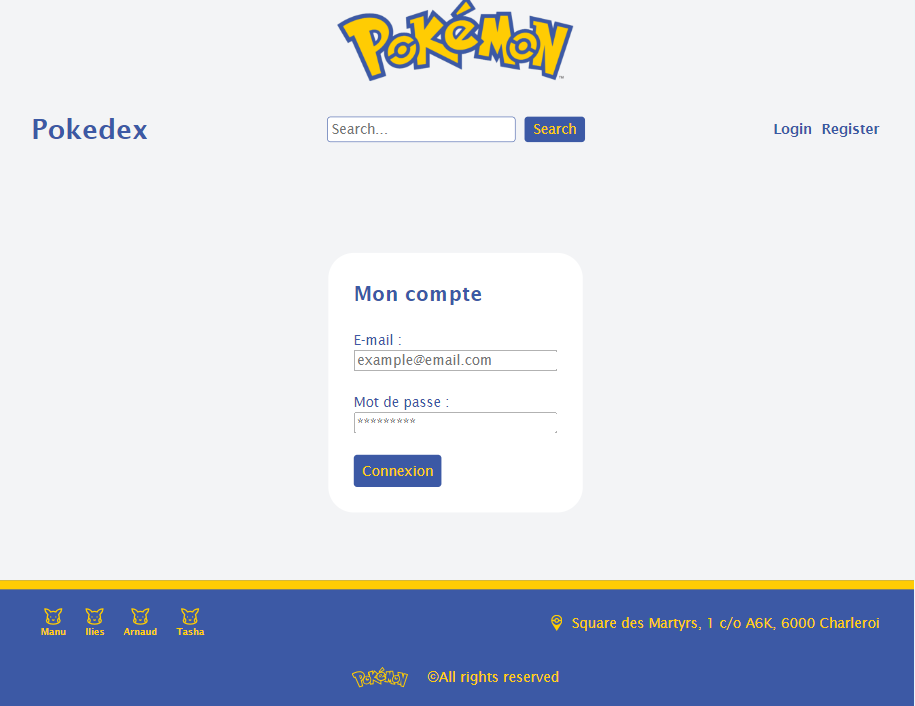 Pokémon
TM
Pokedex
Search...
Search
Login Register
Mon compte
E-mail :
example@email.com
Mot de passe :
*********
Connexion
Manu Ilies Arnaud Tasha
Square des Martyrs, 1 c/o A6K, 6000 Charleroi
Pokémon ©All rights reserved